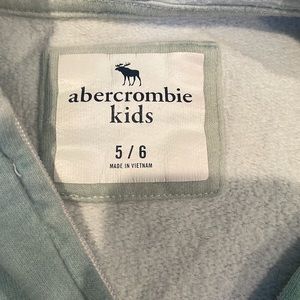 abercrombie
kids
5 / 6
MADE IN VIETNAM